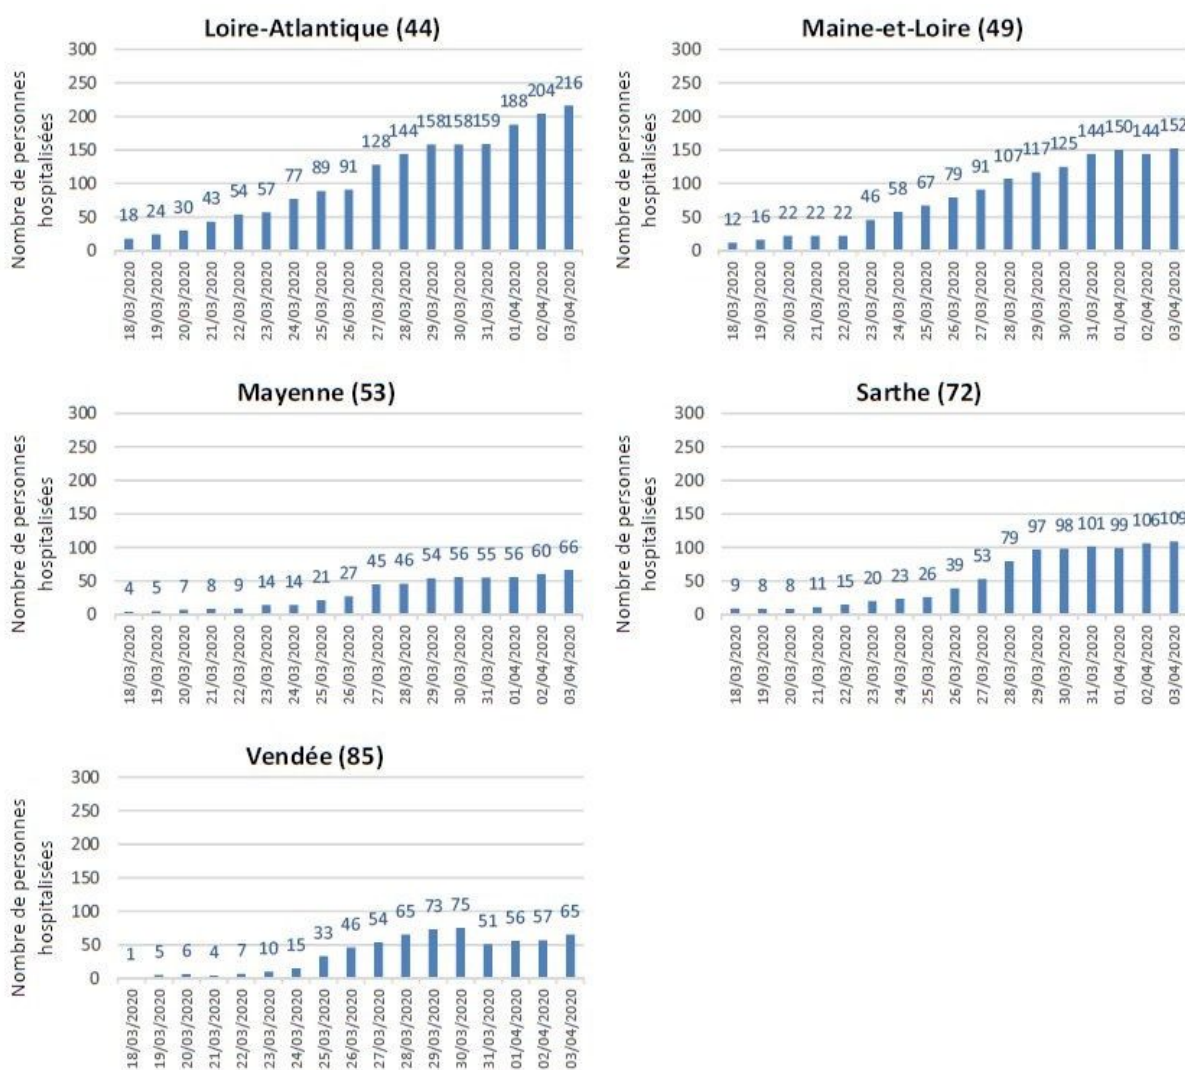 Loire-Atlantique (44)
Nombre de personnes
hospitalisées
300
250
200
150
100
50
0
18 24 30 43 54 57 77 89 91 128 144 158 158 159 188 204 216
18/03/2020 19/03/2020 20/03/2020 21/03/2020 22/03/2020 23/03/2020 24/03/2020 25/03/2020 26/03/2020 27/03/2020 28/03/2020 29/03/2020 30/03/2020 31/03/2020 01/04/2020 02/04/2020 03/04/2020
Maine-et-Loire (49)
Nombre de personnes
hospitalisées
300
250
200
150
100
50
0
12 16 22 22 22 46 58 67 79 91 107 117 125 144 150 144 152
18/03/2020 19/03/2020 20/03/2020 21/03/2020 22/03/2020 23/03/2020 24/03/2020 25/03/2020 26/03/2020 27/03/2020 28/03/2020 29/03/2020 30/03/2020 31/03/2020 01/04/2020 02/04/2020 03/04/2020
Mayenne (53)
Nombre de personnes
hospitalisées
300
250
200
150
100
50
0
4 5 7 8 9 14 14 21 27 45 46 54 56 55 56 60 66
18/03/2020 19/03/2020 20/03/2020 21/03/2020 22/03/2020 23/03/2020 24/03/2020 25/03/2020 26/03/2020 27/03/2020 28/03/2020 29/03/2020 30/03/2020 31/03/2020 01/04/2020 02/04/2020 03/04/2020
Sarthe (72)
Nombre de personnes
hospitalisées
300
250
200
150
100
50
0
9 8 8 11 15 20 23 26 39 53 79 97 98 101 99 106 109
18/03/2020 19/03/2020 20/03/2020 21/03/2020 22/03/2020 23/03/2020 24/03/2020 25/03/2020 26/03/2020 27/03/2020 28/03/2020 29/03/2020 30/03/2020 31/03/2020 01/04/2020 02/04/2020 03/04/2020
Vendée (85)
Nombre de personnes
hospitalisées
300
250
200
150
100
50
0
1 5 6 4 7 10 15 33 46 54 65 73 75 51 56 57 65
18/03/2020 19/03/2020 20/03/2020 21/03/2020 22/03/2020 23/03/2020 24/03/2020 25/03/2020 26/03/2020 27/03/2020 28/03/2020 29/03/2020 30/03/2020 31/03/2020 01/04/2020 02/04/2020 03/04/2020